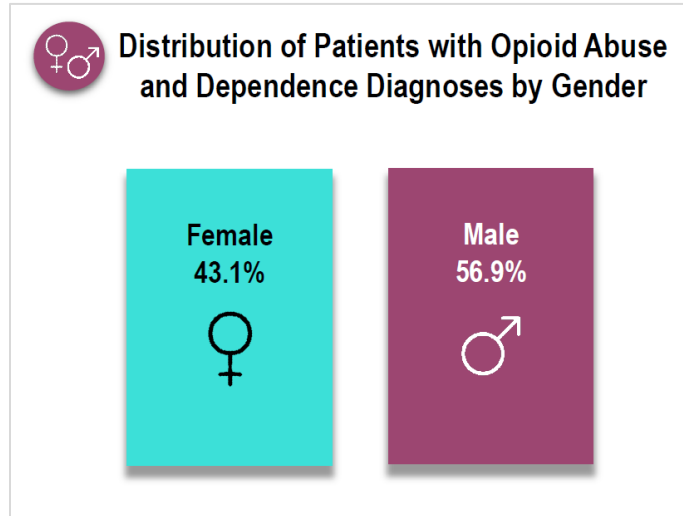 Distribution of Patients with Opioid Abuse
and Dependence Diagnoses by Gender
Female
43.1%
Male
56.9%